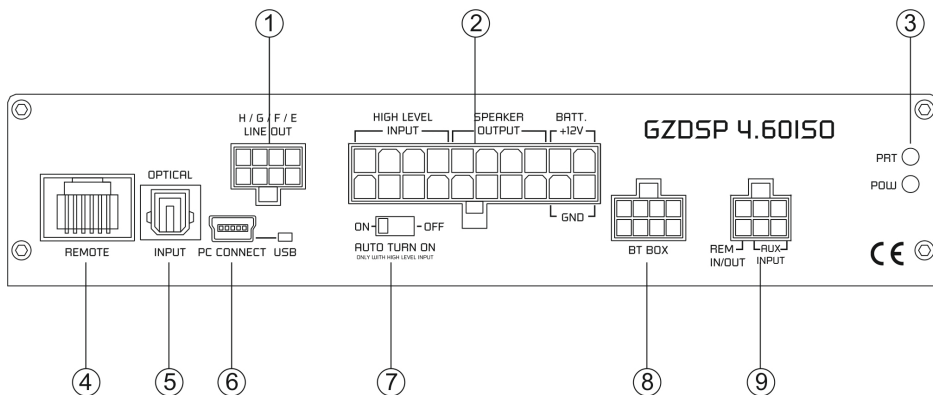 1
2
3
H / G / F / E
LINE OUT
HIGH LEVEL
INPUT
SPEAKER
OUTPUT
BATT.
+12V
GZDSP 4.60ISO
PRT
POW
OPTICAL
GND
ON
OFF
REMOTE
INPUT
PC CONNECT
USB
AUTO TURN ON
ONLY WITH HIGH LEVEL INPUT
BT BOX
REM
IN/OUT
AUX
INPUT
CE
4
5
6
7
8
9